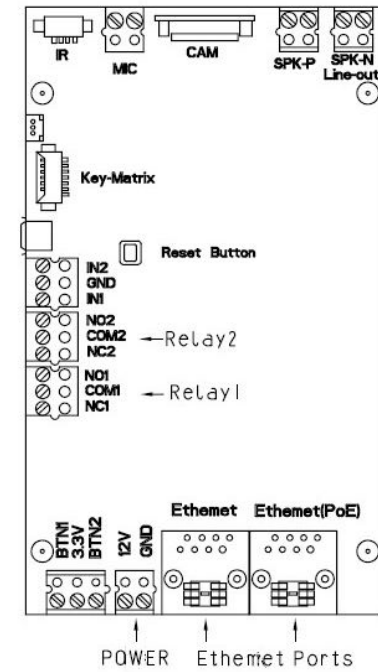 IR
MIC
CAM
SPK-P
SPK-N
Line-out
Key-Matrix
Reset Button
IN2
GND
IN1
NO2
COM2
NC2
Relay2
NO1
COM1
NC1
Relay1
Ethernet
Ethernet(PoE)
BTN1
3.3V
BTN2
12V
GND
POWER
Ethernet Ports